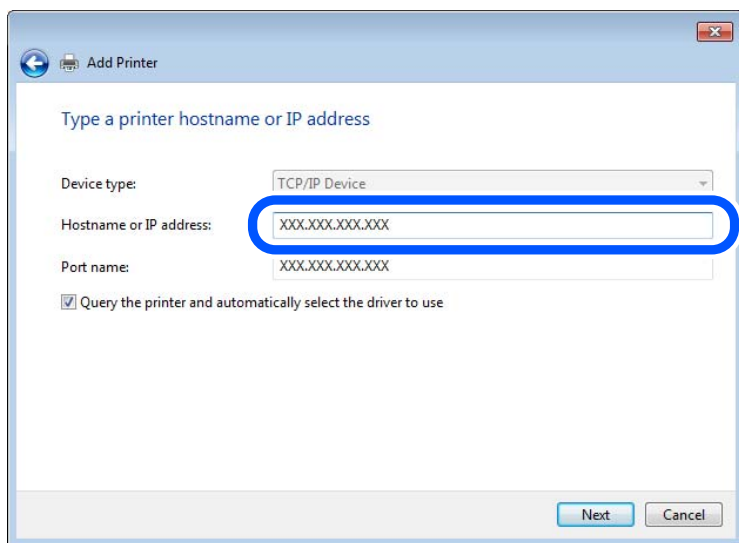 Add Printer
Type a printer hostname or IP address
Device type: TCP/IP Device
Hostname or IP address: XXX.XXX.XXX.XXX
Port name: XXX.XXX.XXX.XXX
Query the printer and automatically select the driver to use
Next Cancel